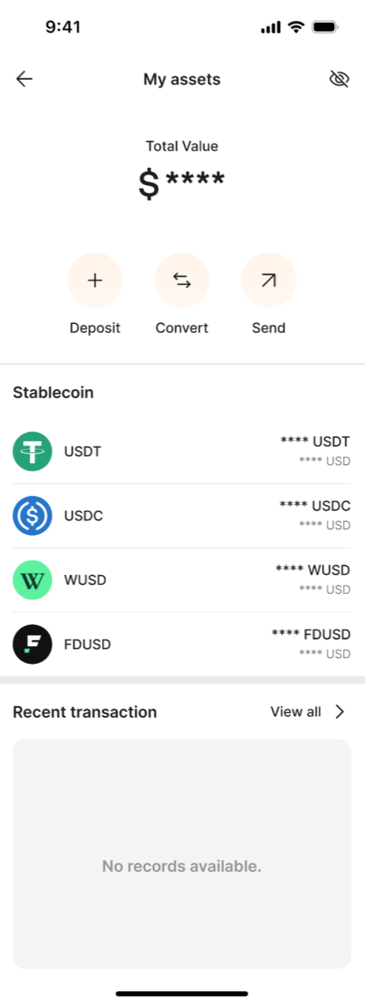 9:41
My assets
Total Value
$ ****
Deposit
Convert
Send
Stablecoin
USDT
**** USDT
**** USD
USDC
**** USDC
**** USD
W
WUSD
**** WUSD
**** USD
FDUSD
**** FDUSD
**** USD
Recent transaction
View all
No records available.